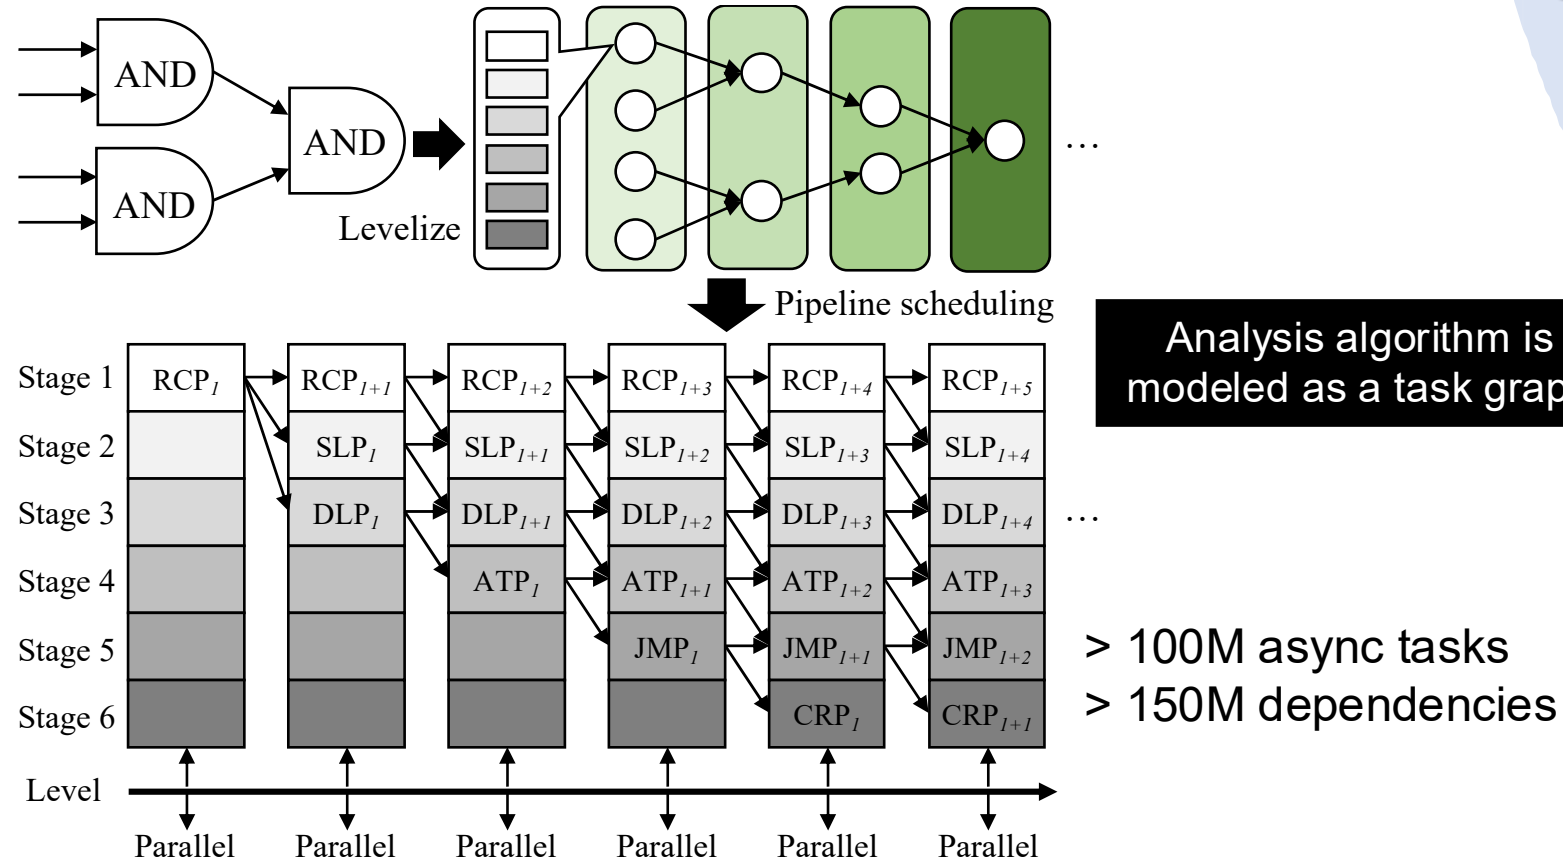 AND
AND
AND
Levelize
...
Pipeline scheduling
Analysis algorithm is
modeled as a task grap
Stage 1 RCP1 RCP1+1 RCP1+2 RCP1+3 RCP1+4 RCP1+5
Stage 2 SLP1 SLP1+1 SLP1+2 SLP1+3 SLP1+4
Stage 3 DLP1 DLP1+1 DLP1+2 DLP1+3 DLP1+4 ...
Stage 4 ATP1 ATP1+1 ATP1+2 ATP1+3
Stage 5 JMP1 JMP1+1 JMP1+2
Stage 6 CRP1 CRP1+1
> 100M async tasks
> 150M dependencies
Level
Parallel Parallel Parallel Parallel Parallel Parallel